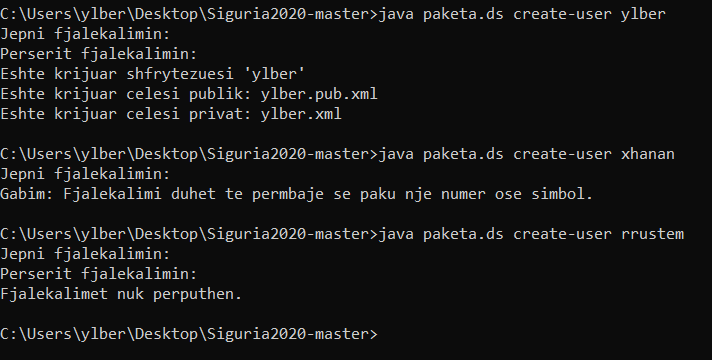 C:\Users\ylber\Desktop\Siguria2020-master>java paketa.ds create-user ylber
Jepni fjalekalimin:
Perserit fjalekalimin:
Eshte krijuar shfrytezuesi 'ylber'
Eshte krijuar celesi publik: ylber.pub.xml
Eshte krijuar celesi privat: ylber.xml
C:\Users\ylber\Desktop\Siguria2020-master>java paketa.ds create-user xhanan
Jepni fjalekalimin:
Gabim: Fjalekalimi duhet te permbaje se paku nje numer ose simbol.
C:\Users\ylber\Desktop\Siguria2020-master>java paketa.ds create-user rrustem
Jepni fjalekalimin:
Perserit fjalekalimin:
Fjalekalimet nuk perputhen.
C:\Users\ylber\Desktop\Siguria2020-master>